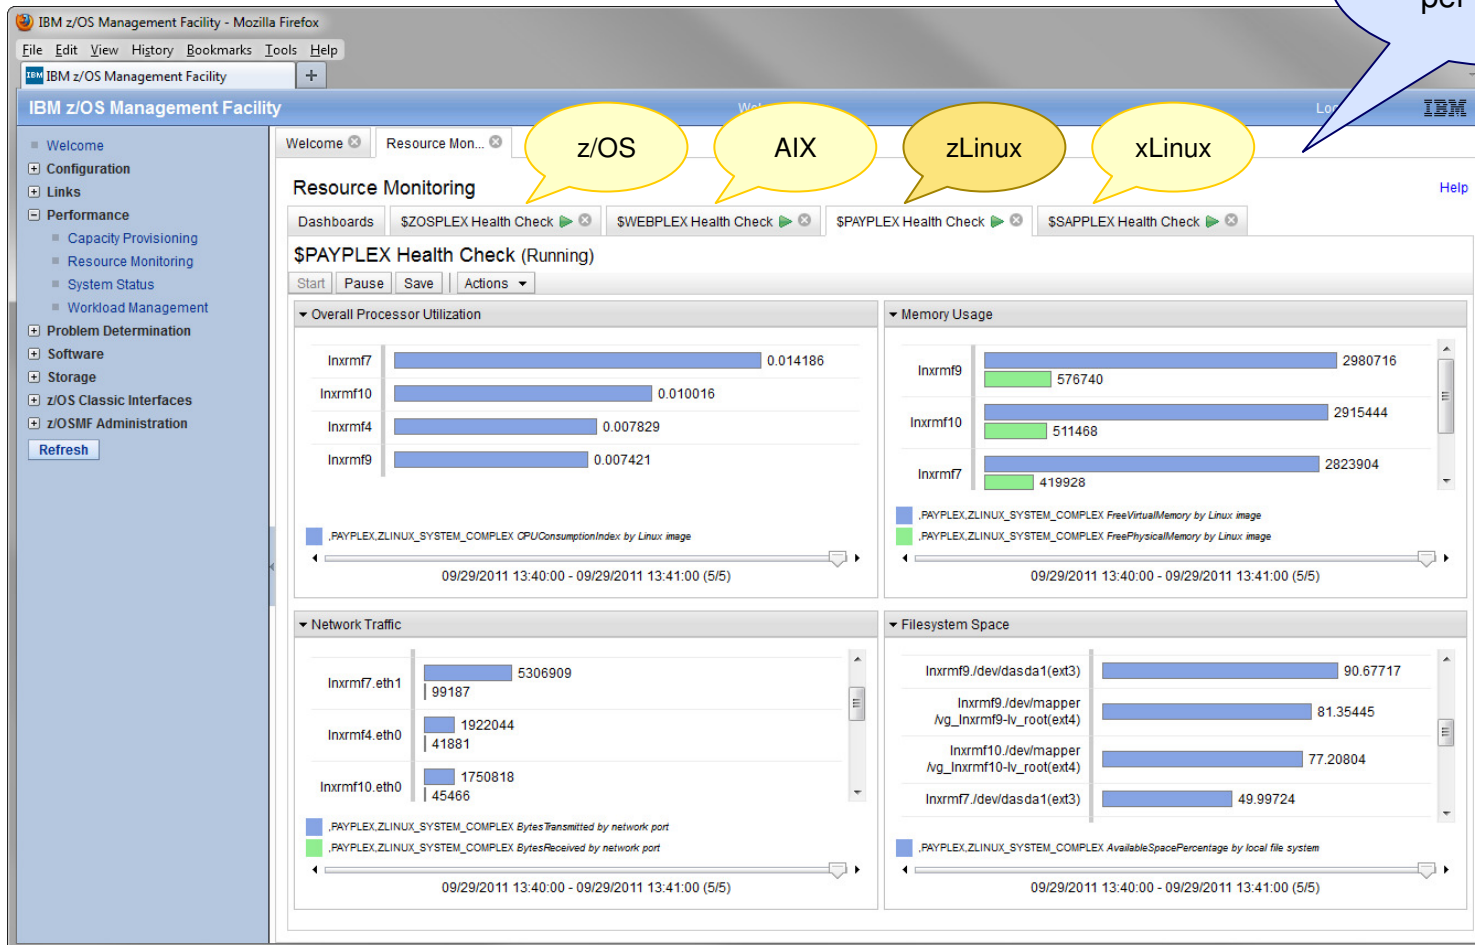 per
IBM z/OS Management Facility - Mozilla Firefox
File Edit View History Bookmarks Tools Help
IBM IBM z/OS Management Facility
IBM z/OS Management Facility
IBM
Welcome
Configuration
Links
Performance
Capacity Provisioning
Resource Monitoring
System Status
Workload Management
Problem Determination
Software
Storage
z/OS Classic Interfaces
z/OSMF Administration
Refresh
Welcome Resource Mon...
z/OS AIX zLinux xLinux
Resource Monitoring
Help
Dashboards $ZOSPLEX Health Check $WEBPLEX Health Check $PAYPLEX Health Check $SAPPLEX Health Check
$PAYPLEX Health Check (Running)
Start Pause Save Actions
Overall Processor Utilization
lnxrmf7 0.014186
lnxrmf10 0.010016
lnxrmf4 0.007829
lnxrmf9 0.007421
,PAYPLEX,ZLINUX_SYSTEM_COMPLEX CPUConsumptionIndex by Linux image
09/29/2011 13:40:00 - 09/29/2011 13:41:00 (5/5)
Memory Usage
lnxrmf9 2980716
576740
lnxrmf10 2915444
511468
lnxrmf7 2823904
419928
,PAYPLEX,ZLINUX_SYSTEM_COMPLEX FreeVirtualMemory by Linux image
,PAYPLEX,ZLINUX_SYSTEM_COMPLEX FreePhysicalMemory by Linux image
09/29/2011 13:40:00 - 09/29/2011 13:41:00 (5/5)
Network Traffic
lnxrmf7.eth1 5306909
99187
lnxrmf4.eth0 1922044
41881
lnxrmf10.eth0 1750818
45466
,PAYPLEX,ZLINUX_SYSTEM_COMPLEX BytesTransmitted by network port
,PAYPLEX,ZLINUX_SYSTEM_COMPLEX BytesReceived by network port
09/29/2011 13:40:00 - 09/29/2011 13:41:00 (5/5)
Filesystem Space
lnxrmf9./dev/dasda1(ext3) 90.67717
lnxrmf9./dev/mapper
/vg_lnxrmf9-lv_root(ext4) 81.35445
lnxrmf10./dev/mapper
/vg_lnxrmf10-lv_root(ext4) 77.20804
lnxrmf7./dev/dasda1(ext3) 49.99724
,PAYPLEX,ZLINUX_SYSTEM_COMPLEX AvailableSpacePercentage by local file system
09/29/2011 13:40:00 - 09/29/2011 13:41:00 (5/5)